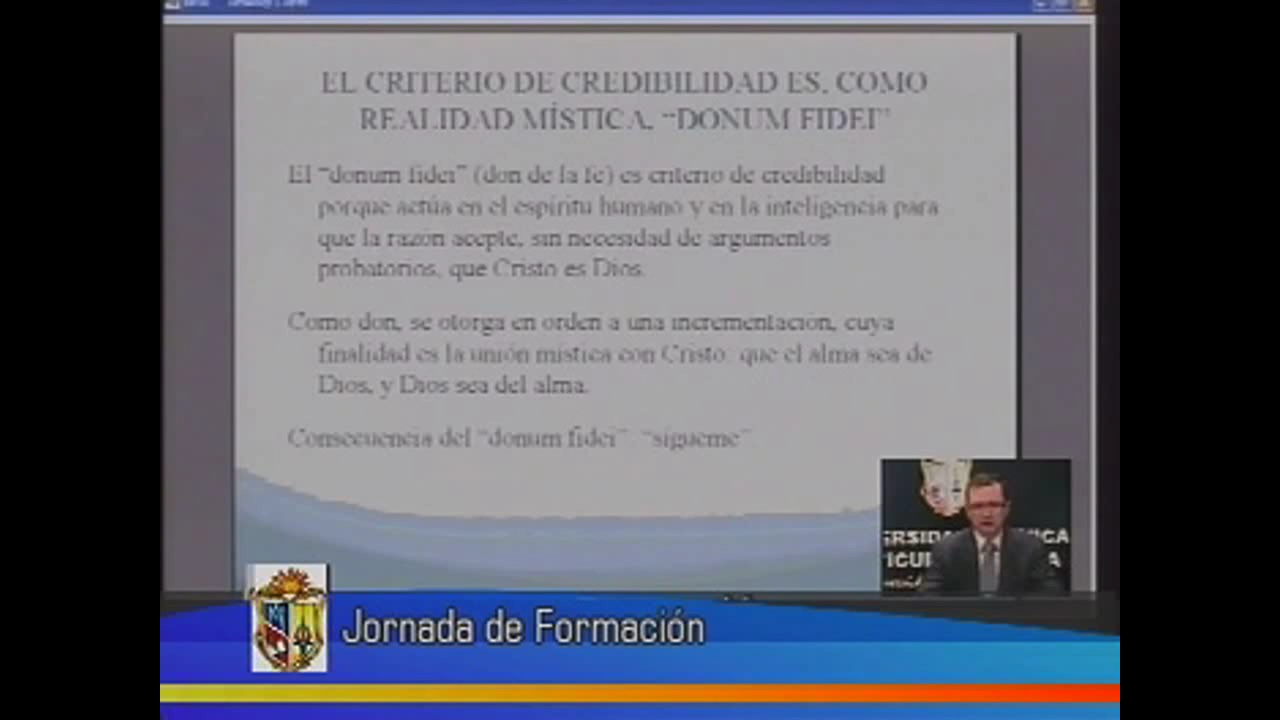 EL CRITERIO DE CREDIBILIDAD ES, COMO
REALIDAD MÍSTICA, “DONUM FIDEI”
El “donum fidei” (don de la fe) es criterio de credibilidad
porque actúa en el espíritu humano y en la inteligencia para
que la razón acepte, sin necesidad de argumentos
probatorios, que Cristo es Dios.
Como don, se otorga en orden a una incrementación, cuya
finalidad es la unión mística con Cristo: que el alma sea de
Dios, y Dios sea del alma.
Consecuencia del “donum fidei”: “sígueme”.
Jornada de Formación